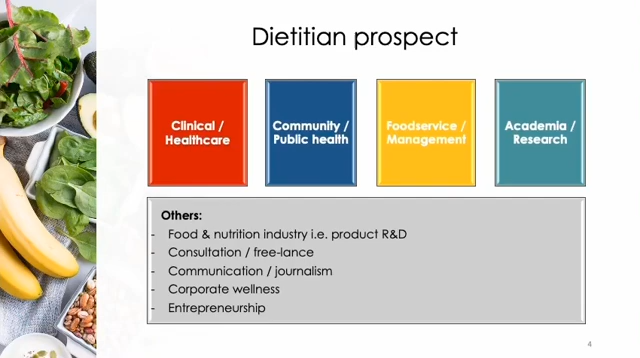 Dietitian prospect
Clinical /
Healthcare
Community /
Public health
Foodservice /
Management
Academia /
Research
Others:
- Food & nutrition industry i.e. product R&D
- Consultation / free-lance
- Communication / journalism
- Corporate wellness
- Entrepreneurship
4